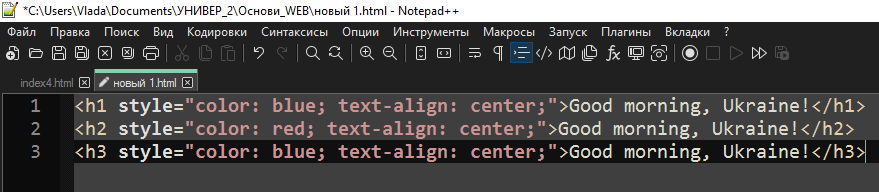 *C:\Users\Vlada\Documents\УНИВЕР_2\Основи_WEB\новый 1.html - Notepad++
Файл Правка Поиск Вид Кодировки Синтаксисы Опции Инструменты Макросы Запуск Плагины Вкладки ?
index4.html новый 1.html
1 <h1 style="color: blue; text-align: center;">Good morning, Ukraine!</h1>
2 <h2 style="color: red; text-align: center;">Good morning, Ukraine!</h2>
3 <h3 style="color: blue; text-align: center;">Good morning, Ukraine!</h3>